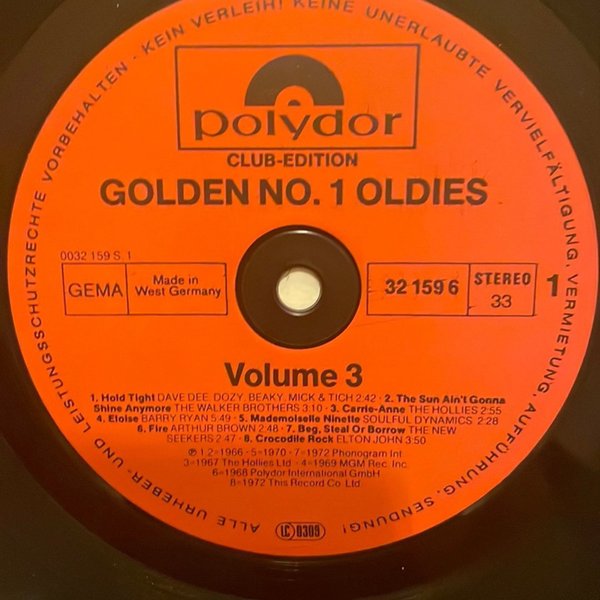 ALLE URHEBER- UND LEISTUNGSSCHUTZRECHTE VORBEHALTEN · KEIN VERLEIH! KEINE UNERLAUBTE VERVIELFÄLTIGUNG, VERMIETUNG, AUFFÜHRUNG, SENDUNG!
polydor
CLUB-EDITION
GOLDEN NO. 1 OLDIES
0032 159 S 1
GEMA
Made in
West Germany
32 159 6
STEREO
33
1
Volume 3
1. Hold Tight DAVE DEE, DOZY, BEAKY, MICK & TICH 2:42 · 2. The Sun Ain't Gonna
Shine Anymore THE WALKER BROTHERS 3:10 · 3. Carrie-Anne THE HOLLIES 2:55
4. Eloise BARRY RYAN 5:49 · 5. Mademoiselle Ninette SOULFUL DYNAMICS 2:28
6. Fire ARTHUR BROWN 2:48 · 7. Beg, Steal Or Borrow THE NEW
SEEKERS 2:47 · 8. Crocodile Rock ELTON JOHN 3:50
℗ 1, 2=1966 · 5=1970 · 7=1972 Phonogram Int.
3=1967 The Hollies Ltd · 4=1969 MGM Rec. Inc.
6=1968 Polydor International GmbH
8=1972 This Record Co. Ltd.
LC 0309